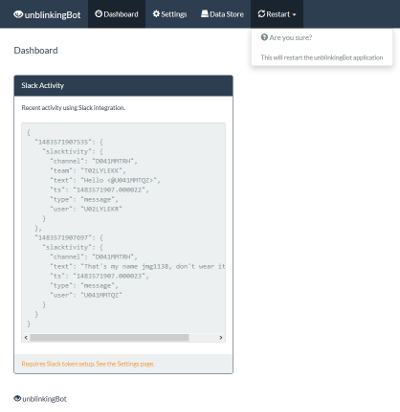 unblinkingBot Dashboard Settings Data Store Restart
Are you sure?
This will restart the unblinkingBot application
Dashboard
Slack Activity
Recent activity using Slack integration.
{
"1483571907535": {
"slacktivity": {
"channel": "D041MMTRH",
"team": "T02LYLEKK",
"text": "Hello <@U041MMTQI>",
"ts": "1483571907.000022",
"type": "message",
"user": "U02LYLEKR"
}
},
"1483571907697": {
"slacktivity": {
"channel": "D041MMTRH",
"text": "That's my name jmg1138, don't wear it
"ts": "1483571907.000023",
"type": "message",
"user": "U041MMTQI"
}
}
}
Requires Slack token setup. See the Settings page.
unblinkingBot